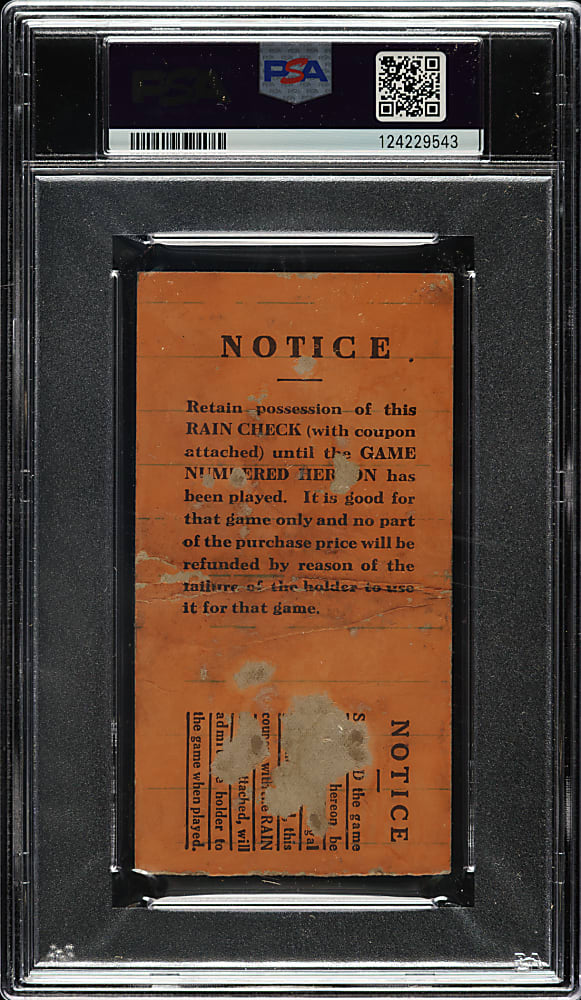 PSA
124229543
NOTICE
Retain possession of this
RAIN CHECK (with coupon
attached) until the GAME
NUMBERED HEREON has
been played. It is good for
that game only and no part
of the purchase price will be
refunded by reason of the
failure of the holder to use
it for that game.
NOTICE
the game
hereon be
this
with RAIN
will
holder to
the game when played.